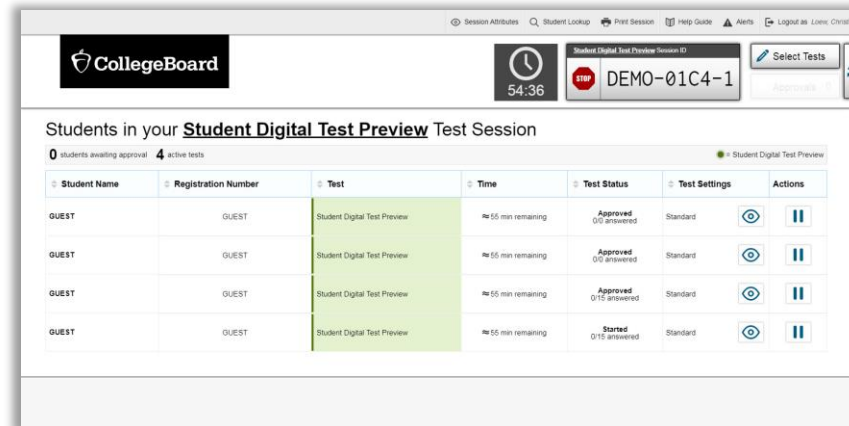 Session Attributes Student Lookup Print Session Help Guide Alerts Logout as Loew, Christ
CollegeBoard
54:36
Student Digital Test Preview Session ID
STOP DEMO-01C4-1
Select Tests
Approvals 0
Students in your Student Digital Test Preview Test Session
0 students awaiting approval 4 active tests
= Student Digital Test Preview
Student Name Registration Number Test Time Test Status Test Settings Actions
GUEST GUEST Student Digital Test Preview ≈ 55 min remaining Approved Standard
0/0 answered
GUEST GUEST Student Digital Test Preview ≈ 55 min remaining Approved Standard
0/0 answered
GUEST GUEST Student Digital Test Preview ≈ 55 min remaining Approved Standard
0/15 answered
GUEST GUEST Student Digital Test Preview ≈ 55 min remaining Started Standard
0/15 answered